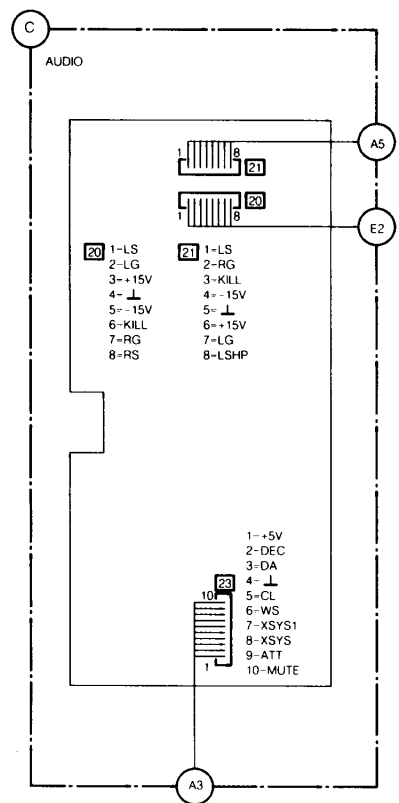 C
AUDIO
A5
1 8
21
20
1 8
E2
20 1-LS
2-LG
3=+15V
4-⊥
5=-15V
6-KILL
7=RG
8=RS
21 1=LS
2-RG
3-KILL
4=-15V
5=⊥
6=+15V
7=LG
8-LSHP
1-+5V
2-DEC
3=DA
4-⊥
5=CL
6-WS
7-XSYS1
8-XSYS
9-ATT
10-MUTE
23
10
1
A3